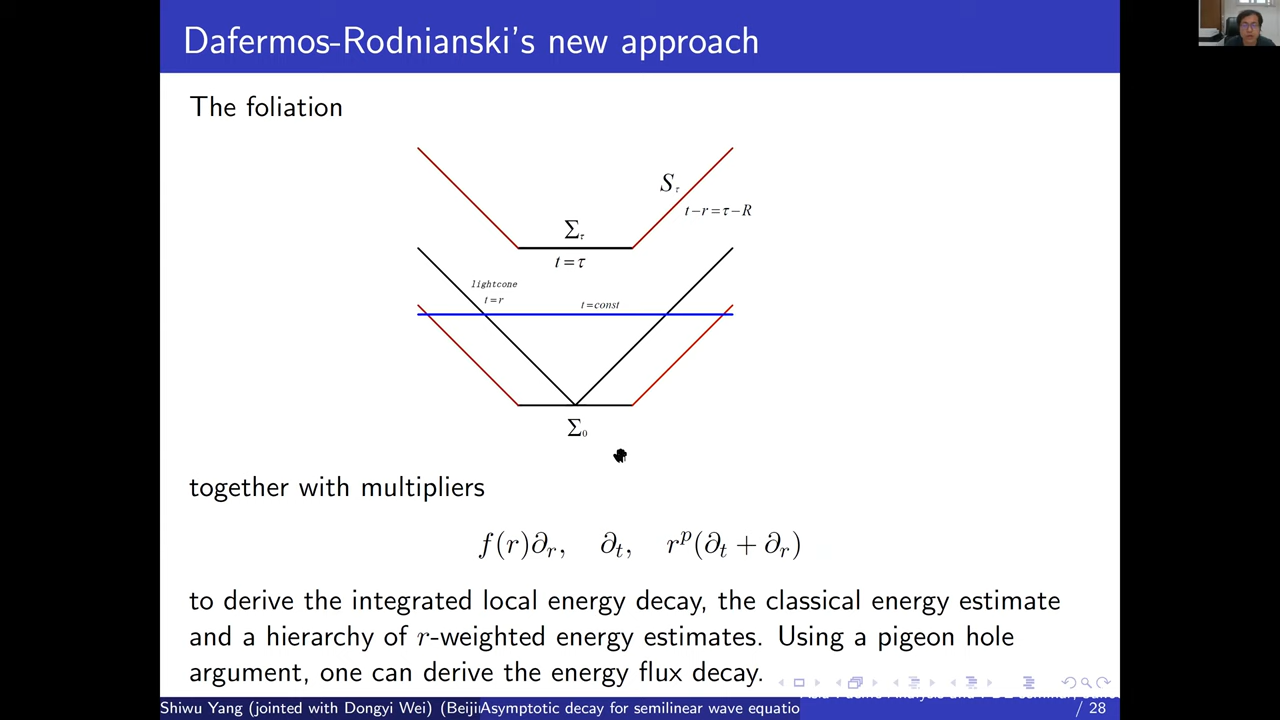 Dafermos-Rodnianski's new approach
The foliation
S_τ
t−r=τ−R
Σ_τ
t=τ
lightcone
t=r
t=const
Σ_0
together with multipliers
f(r)∂_r, ∂_t, r^p(∂_t + ∂_r)
to derive the integrated local energy decay, the classical energy estimate
and a hierarchy of r-weighted energy estimates. Using a pigeon hole
argument, one can derive the energy flux decay.
Shiwu Yang (jointed with Dongyi Wei) (Beiji Asymptotic decay for semilinear wave equatio / 28